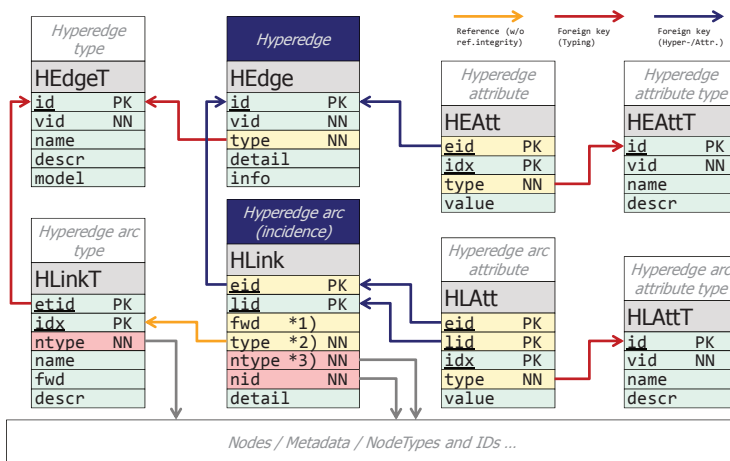 Reference (w/o
ref.integrity)
Foreign key
(Typing)
Foreign key
(Hyper-/Attr.)
Hyperedge
type
HEdgeT
id PK
vid NN
name
descr
model
Hyperedge
HEdge
id PK
vid NN
type NN
detail
info
Hyperedge
attribute
HEAtt
eid PK
idx PK
type NN
value
Hyperedge
attribute type
HEAttT
id PK
vid NN
name
descr
Hyperedge arc
type
HLinkT
etid PK
idx PK
ntype NN
name
fwd
descr
Hyperedge arc
(incidence)
HLink
eid PK
lid PK
fwd *1)
type *2) NN
ntype *3) NN
nid NN
detail
Hyperedge arc
attribute
HLAtt
eid PK
lid PK
idx PK
type NN
value
Hyperedge arc
attribute type
HLAttT
id PK
vid NN
name
descr
Nodes / Metadata / NodeTypes and IDs ...